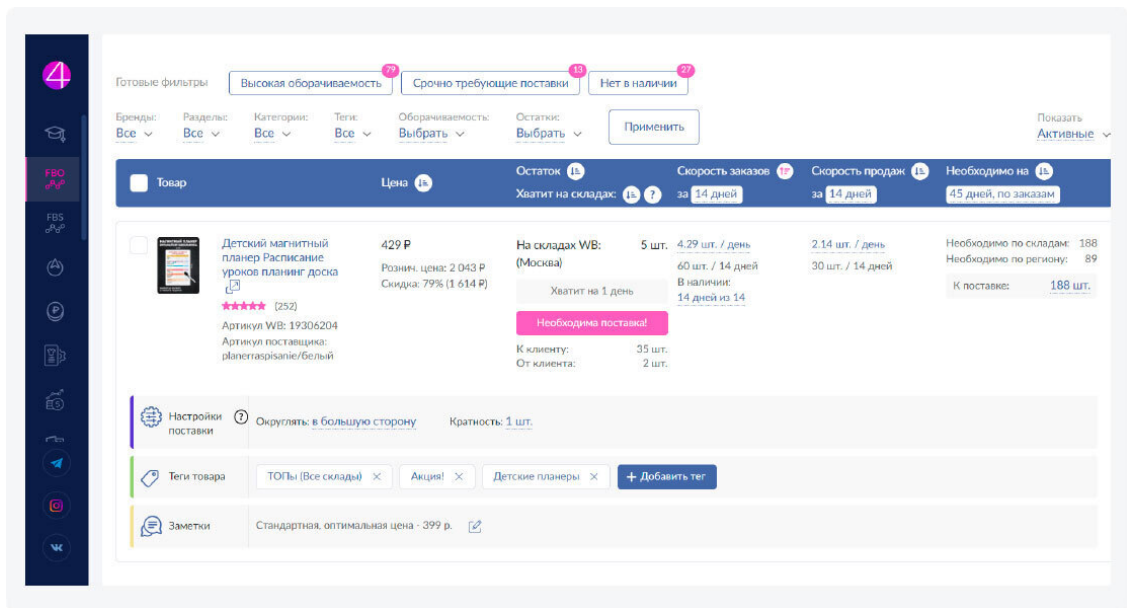 4
Готовые фильтры
Высокая оборачиваемость 79
Срочно требующие поставки 13
Нет в наличии 27
Бренды: Разделы: Категории: Теги: Оборачиваемость: Остатки: Показать
Все Все Все Все Выбрать Выбрать Применить Активные
FBO
FBS
Товар
Цена
Остаток
Хватит на складах: ?
Скорость заказов
за 14 дней
Скорость продаж
за 14 дней
Необходимо на
45 дней, по заказам
Детский магнитный
планер Расписание
уроков планинг доска
(252)
Артикул WB: 19306204
Артикул поставщика:
planerraspisanie/белый
429 ₽
Рознич. цена: 2 043 ₽
Скидка: 79% (1 614 ₽)
На складах WB: 5 шт.
(Москва)
Хватит на 1 день
Необходима поставка!
К клиенту: 35 шт.
От клиента: 2 шт.
4.29 шт. / день
60 шт. / 14 дней
В наличии:
14 дней из 14
2.14 шт. / день
30 шт. / 14 дней
Необходимо по складам: 188
Необходимо по региону: 89
К поставке: 188 шт.
Настройки
поставки
? Округлять: в большую сторону Кратность: 1 шт.
Теги товара ТОПы (Все склады) × Акция! × Детские планеры × + Добавить тег
Заметки Стандартная, оптимальная цена - 399 р.